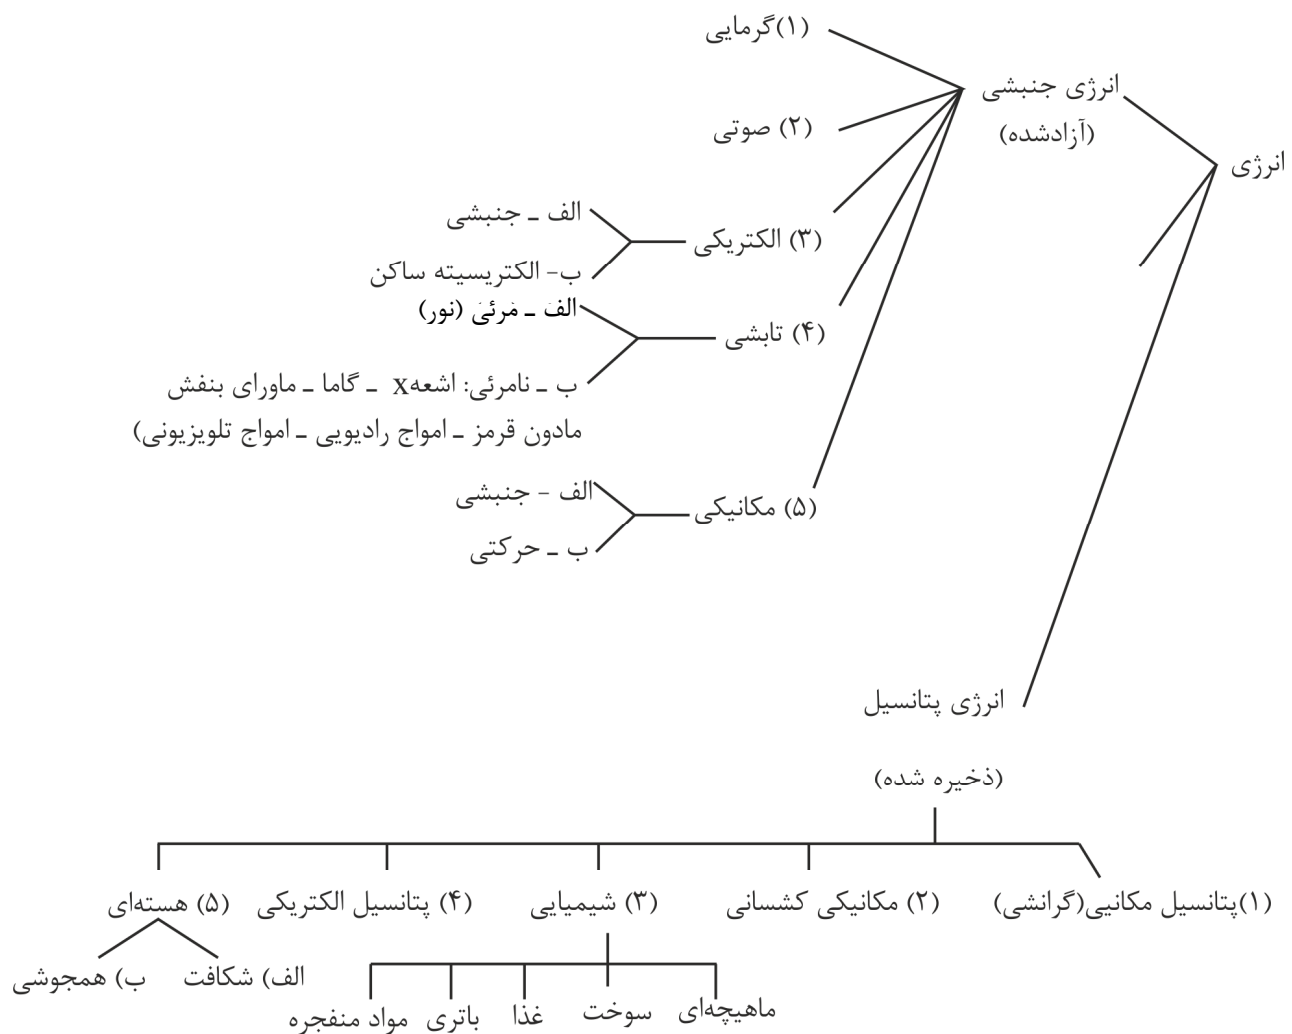 انرژی
انرژی جنبشی
(آزادشده)
(۱)گرمایی
(۲) صوتی
(۳) الکتریکی
الف ـ جنبشی
ب- الکتریسیته ساکن
(۴) تابشی
الف ـ مرئی (نور)
ب ـ نامرئی: اشعهx ـ گاما ـ ماورای بنفش
مادون قرمز ـ امواج رادیویی ـ امواج تلویزیونی)
(۵) مکانیکی
الف - جنبشی
ب ـ حرکتی
انرژی پتانسیل
(ذخیره شده)
(۱)پتانسیل مکانیی(گرانشی)
(۲) مکانیکی کشسانی
(۳) شیمیایی
(۴) پتانسیل الکتریکی
(۵) هسته‌ای
ماهیچه‌ای
سوخت
غذا
باتری
مواد منفجره
الف) شکافت
ب) همجوشی